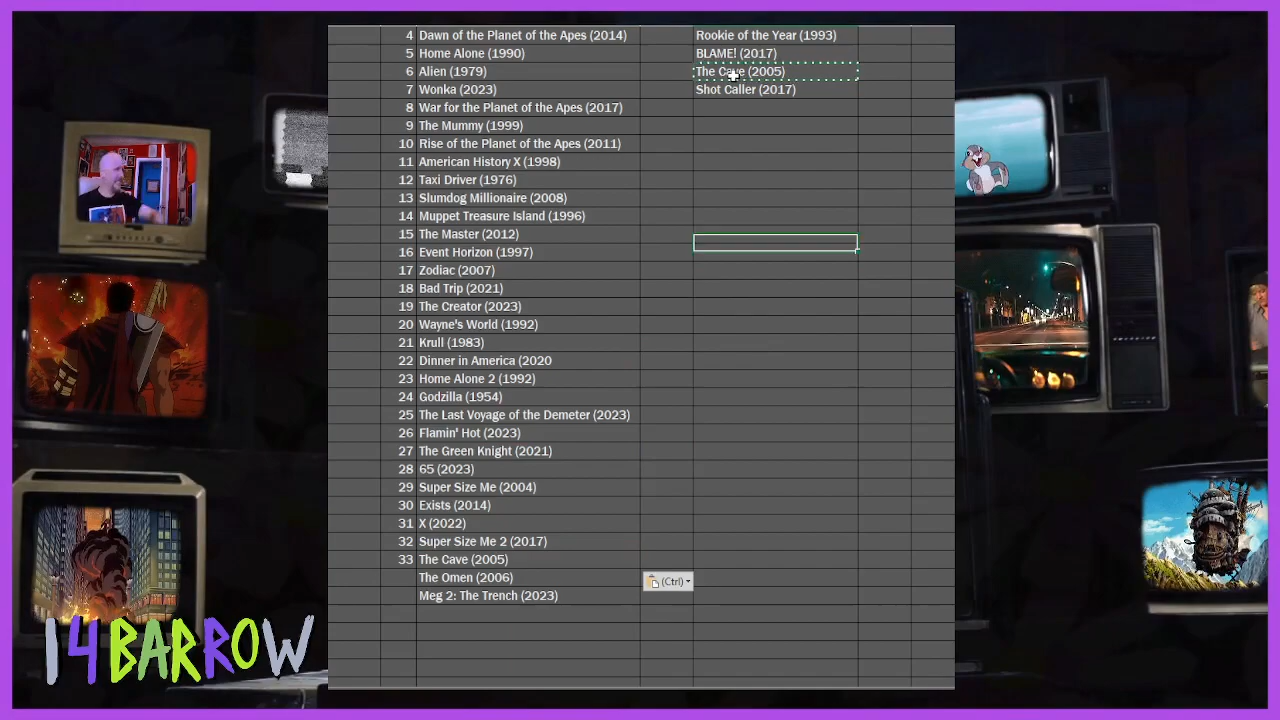 4 Dawn of the Planet of the Apes (2014) Rookie of the Year (1993)
5 Home Alone (1990) BLAME! (2017)
6 Alien (1979) The Cave (2005)
7 Wonka (2023) Shot Caller (2017)
8 War for the Planet of the Apes (2017)
9 The Mummy (1999)
10 Rise of the Planet of the Apes (2011)
11 American History X (1998)
12 Taxi Driver (1976)
13 Slumdog Millionaire (2008)
14 Muppet Treasure Island (1996)
15 The Master (2012)
16 Event Horizon (1997)
17 Zodiac (2007)
18 Bad Trip (2021)
19 The Creator (2023)
20 Wayne's World (1992)
21 Krull (1983)
22 Dinner in America (2020
23 Home Alone 2 (1992)
24 Godzilla (1954)
25 The Last Voyage of the Demeter (2023)
26 Flamin' Hot (2023)
27 The Green Knight (2021)
28 65 (2023)
29 Super Size Me (2004)
30 Exists (2014)
31 X (2022)
32 Super Size Me 2 (2017)
33 The Cave (2005)
The Omen (2006) (Ctrl)
Meg 2: The Trench (2023)
14BARROW